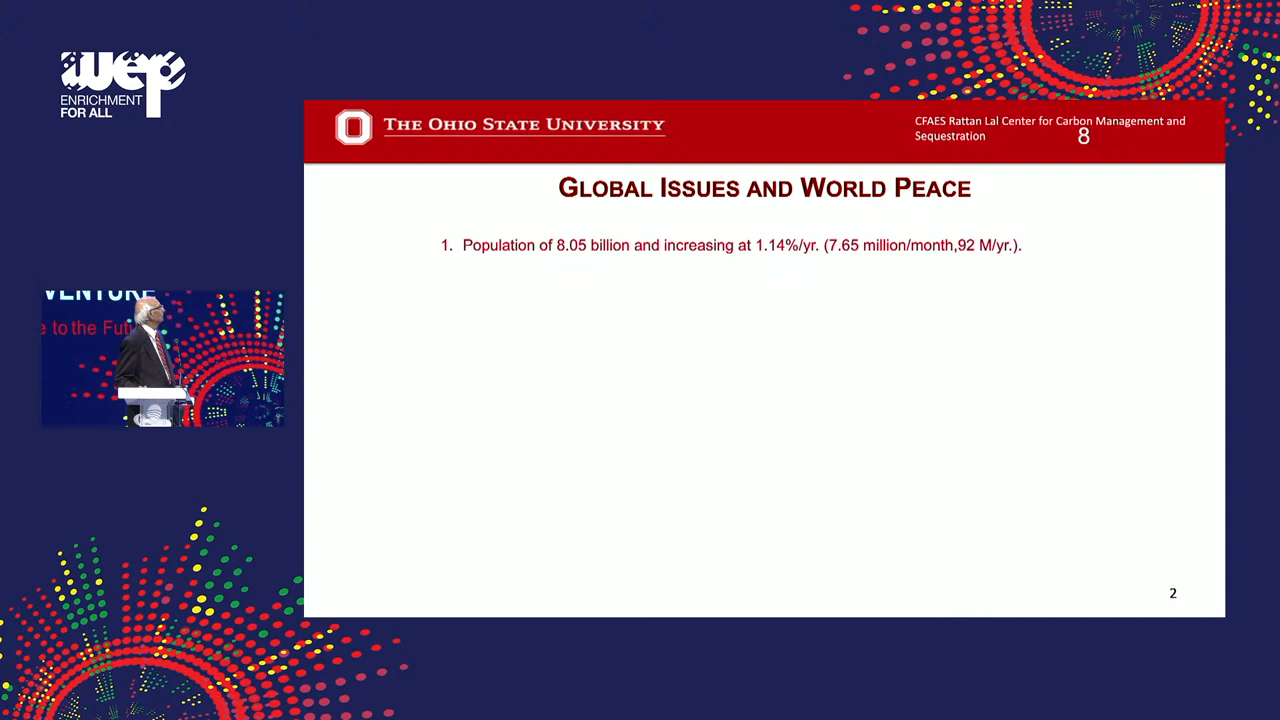 wep
ENRICHMENT
FOR ALL
THE OHIO STATE UNIVERSITY
CFAES Rattan Lal Center for Carbon Management and
Sequestration
8
GLOBAL ISSUES AND WORLD PEACE
1. Population of 8.05 billion and increasing at 1.14%/yr. (7.65 million/month,92 M/yr.).
VENTURE
e to the Futu
2